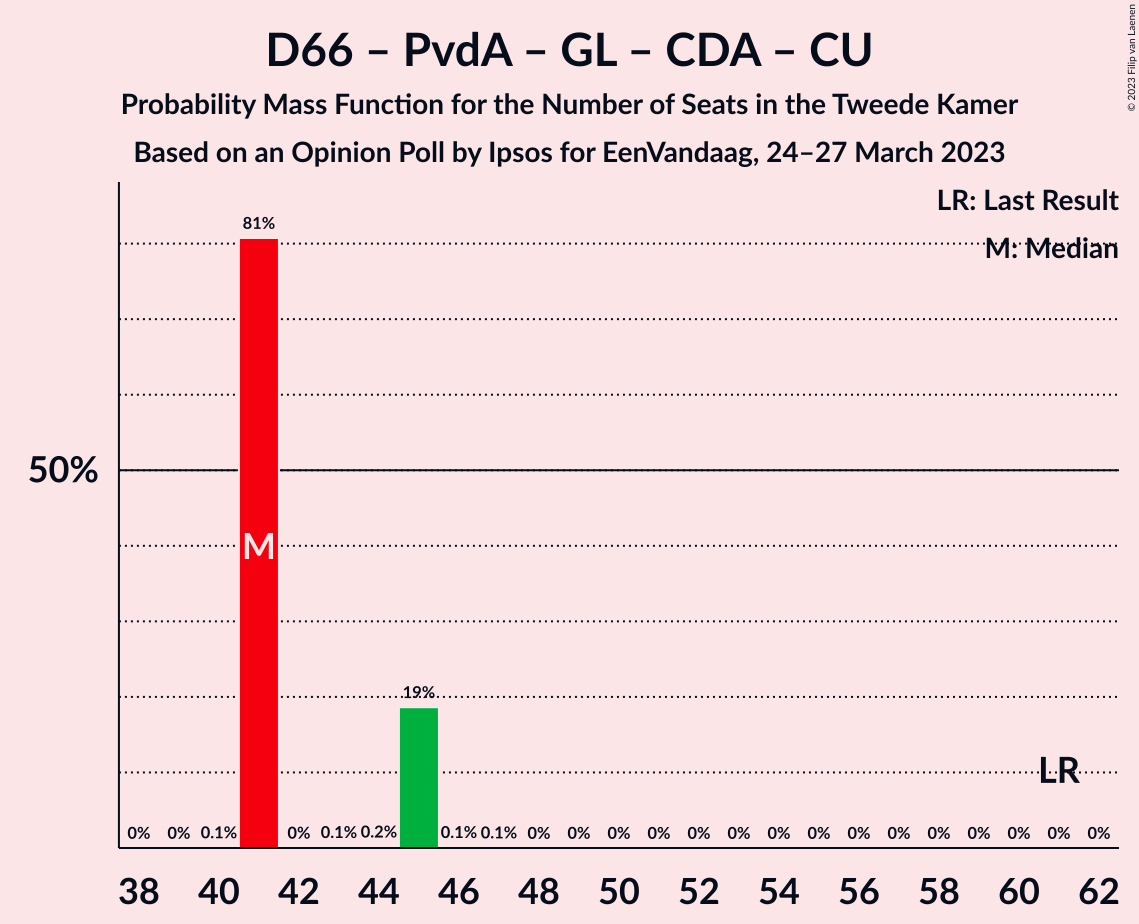 D66 – PvdA – GL – CDA – CU
Probability Mass Function for the Number of Seats in the Tweede Kamer
Based on an Opinion Poll by Ipsos for EenVandaag, 24–27 March 2023
© 2023 Filip van Laenen
LR: Last Result
M: Median
81%
50%
M
19%
LR
0% 0% 0.1% 0% 0.1% 0.2% 0.1% 0.1% 0% 0% 0% 0% 0% 0% 0% 0% 0% 0% 0% 0% 0% 0% 0%
38 40 42 44 46 48 50 52 54 56 58 60 62